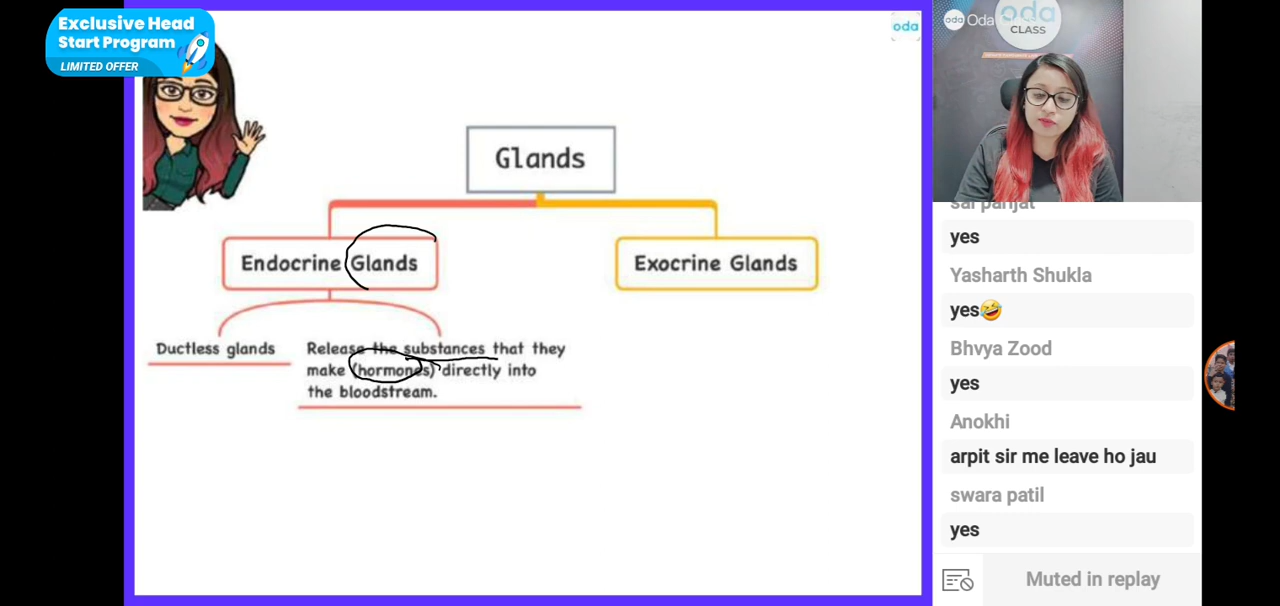 Exclusive Head
Start Program
LIMITED OFFER
oda
Glands
Endocrine Glands
Exocrine Glands
Ductless glands
Release the substances that they
make (hormones) directly into
the bloodstream.
oda
Oda
oda
CLASS
yes
Yasharth Shukla
yes🤣
Bhvya Zood
yes
Anokhi
arpit sir me leave ho jau
swara patil
yes
Muted in replay